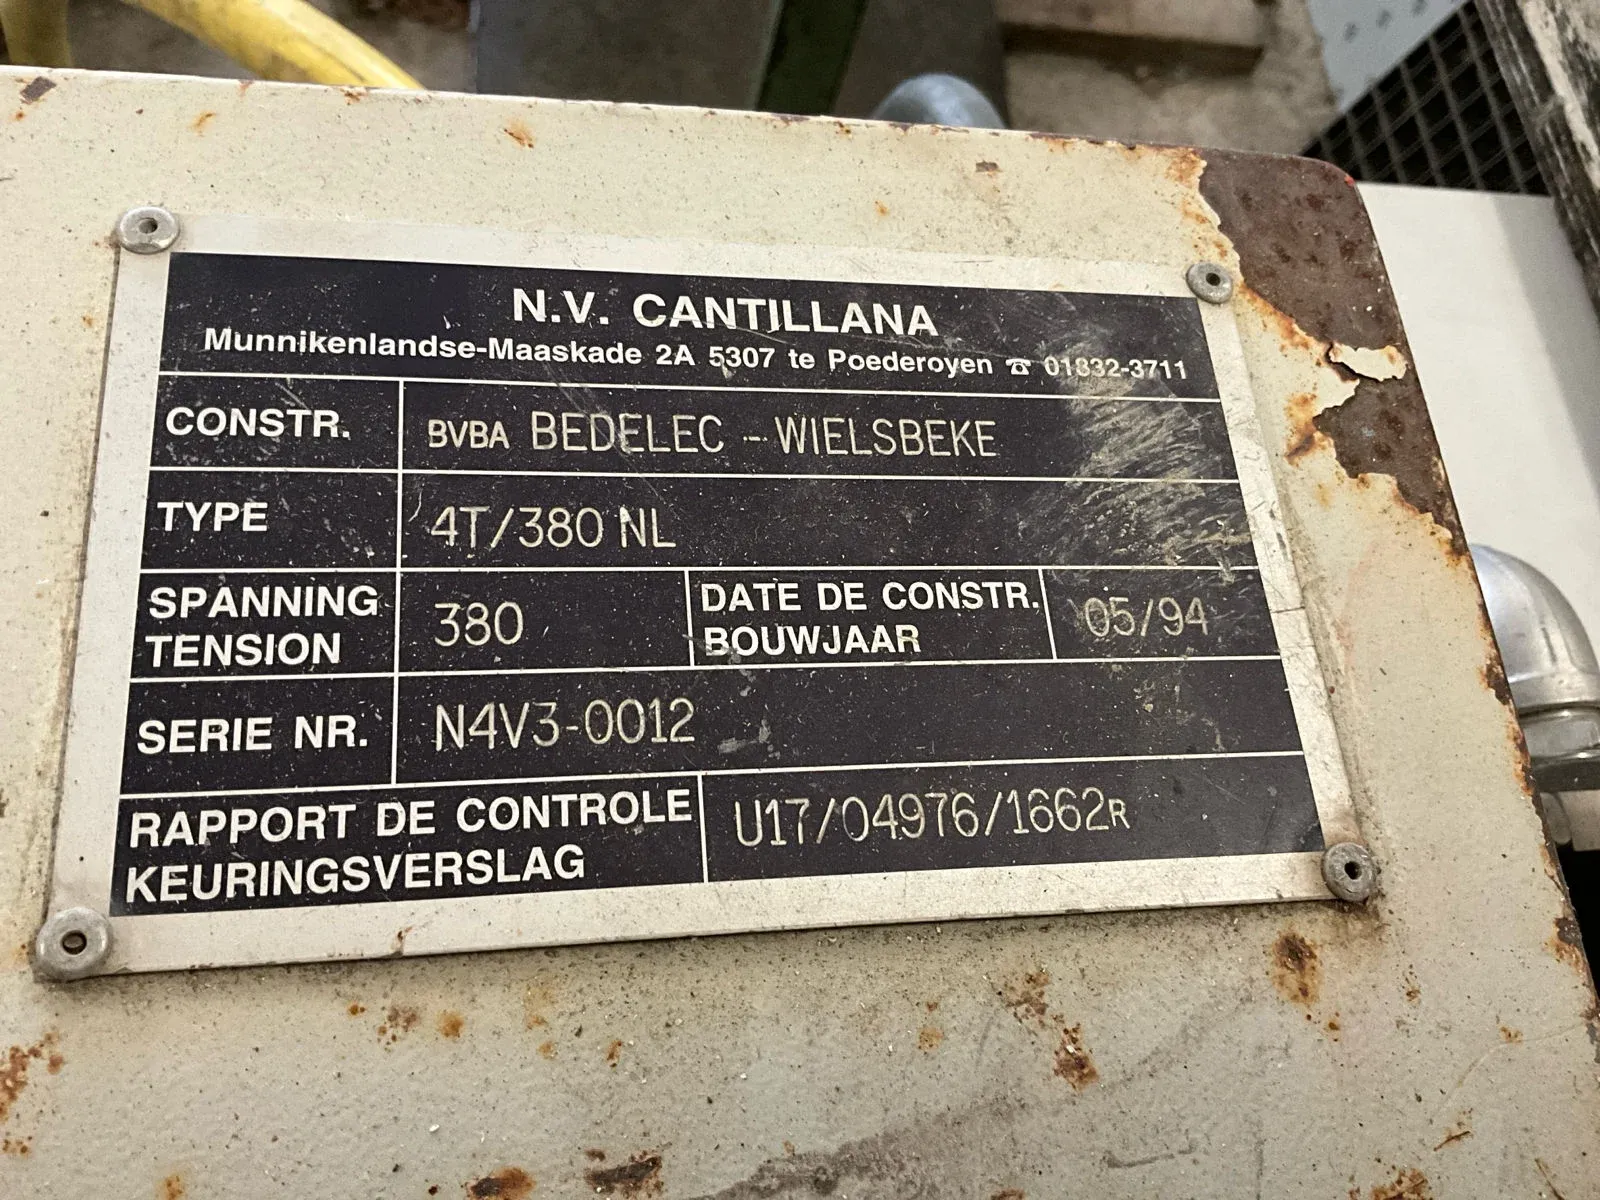 N.V. CANTILLANA
Munnikenlandse-Maaskade 2A 5307 te Poederoyen ☎ 01832-3711
CONSTR. BVBA BEDELEC - WIELSBEKE
TYPE 4T/380 NL
SPANNING
TENSION
380
DATE DE CONSTR.
BOUWJAAR
05/94
SERIE NR. N4V3-0012
RAPPORT DE CONTROLE
KEURINGSVERSLAG
U17/04976/1662R